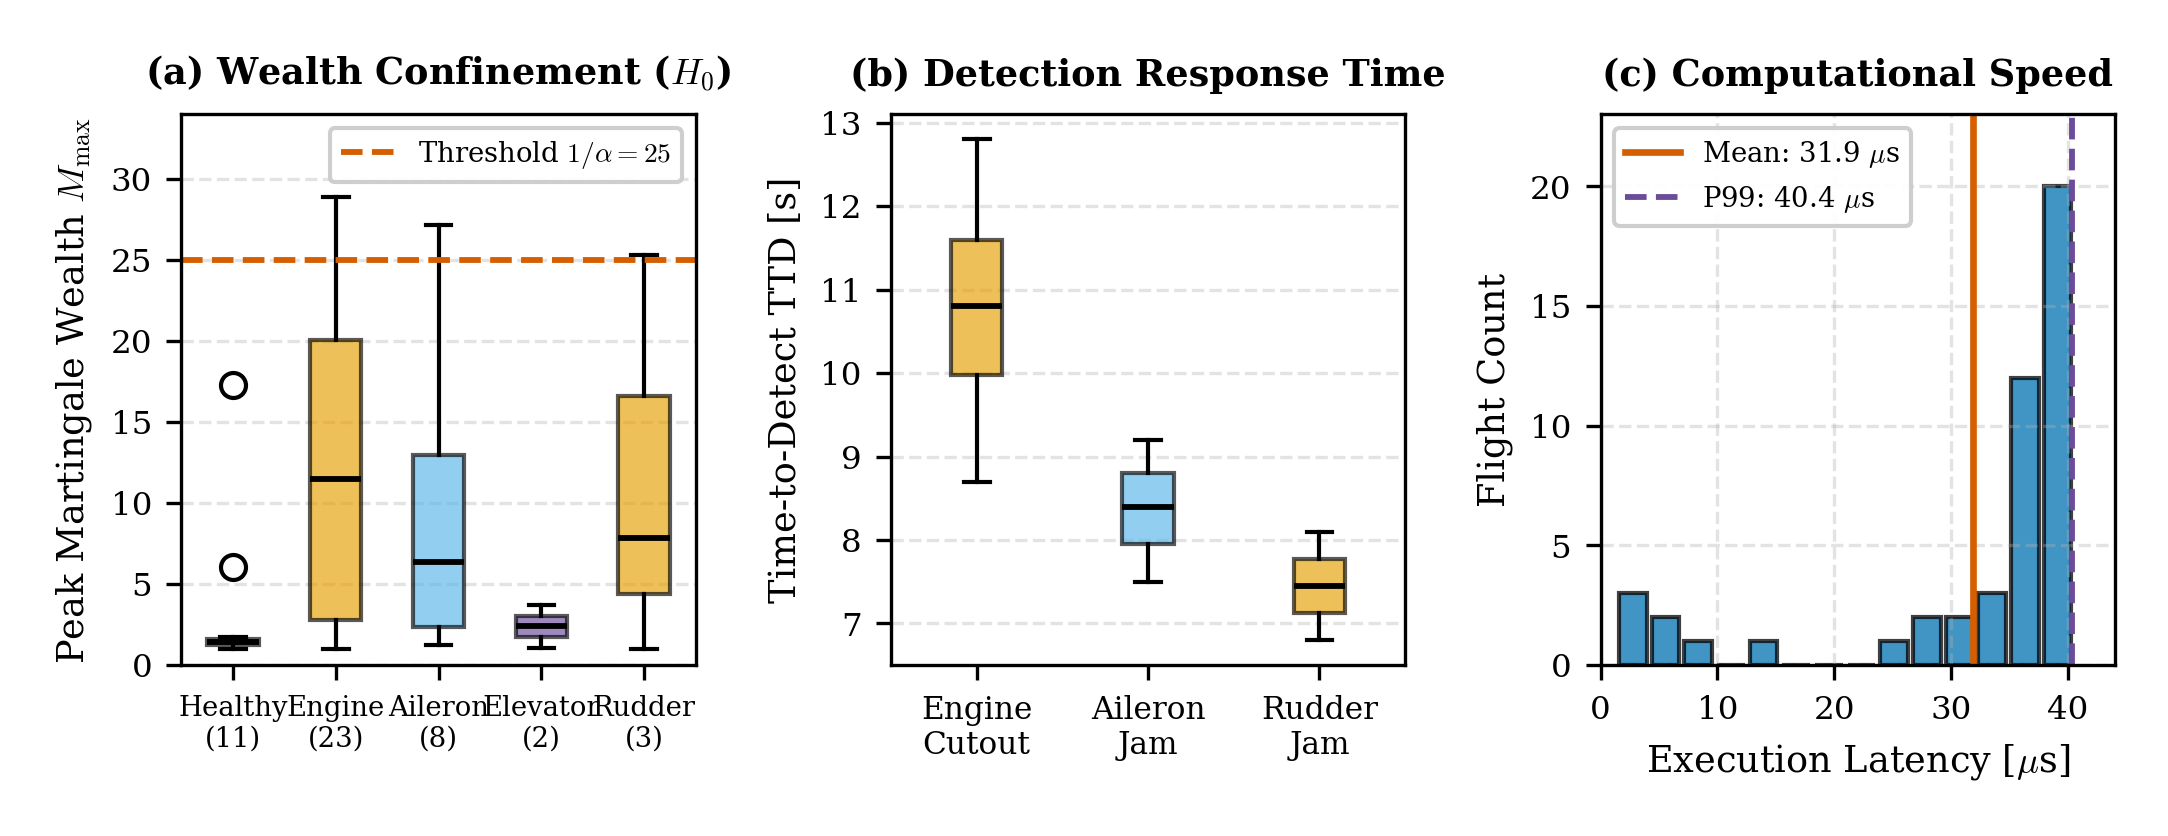 (a) Wealth Confinement (H₀)
Peak Martingale Wealth M_max
30
25
20
15
10
5
0
Threshold 1/α = 25
Healthy Engine Aileron Elevator Rudder
(11) (23) (8) (2) (3)
(b) Detection Response Time
Time-to-Detect TTD [s]
13
12
11
10
9
8
7
Engine Aileron Rudder
Cutout Jam Jam
(c) Computational Speed
Flight Count
20
15
10
5
0
Mean: 31.9 μs
P99: 40.4 μs
0 10 20 30 40
Execution Latency [μs]